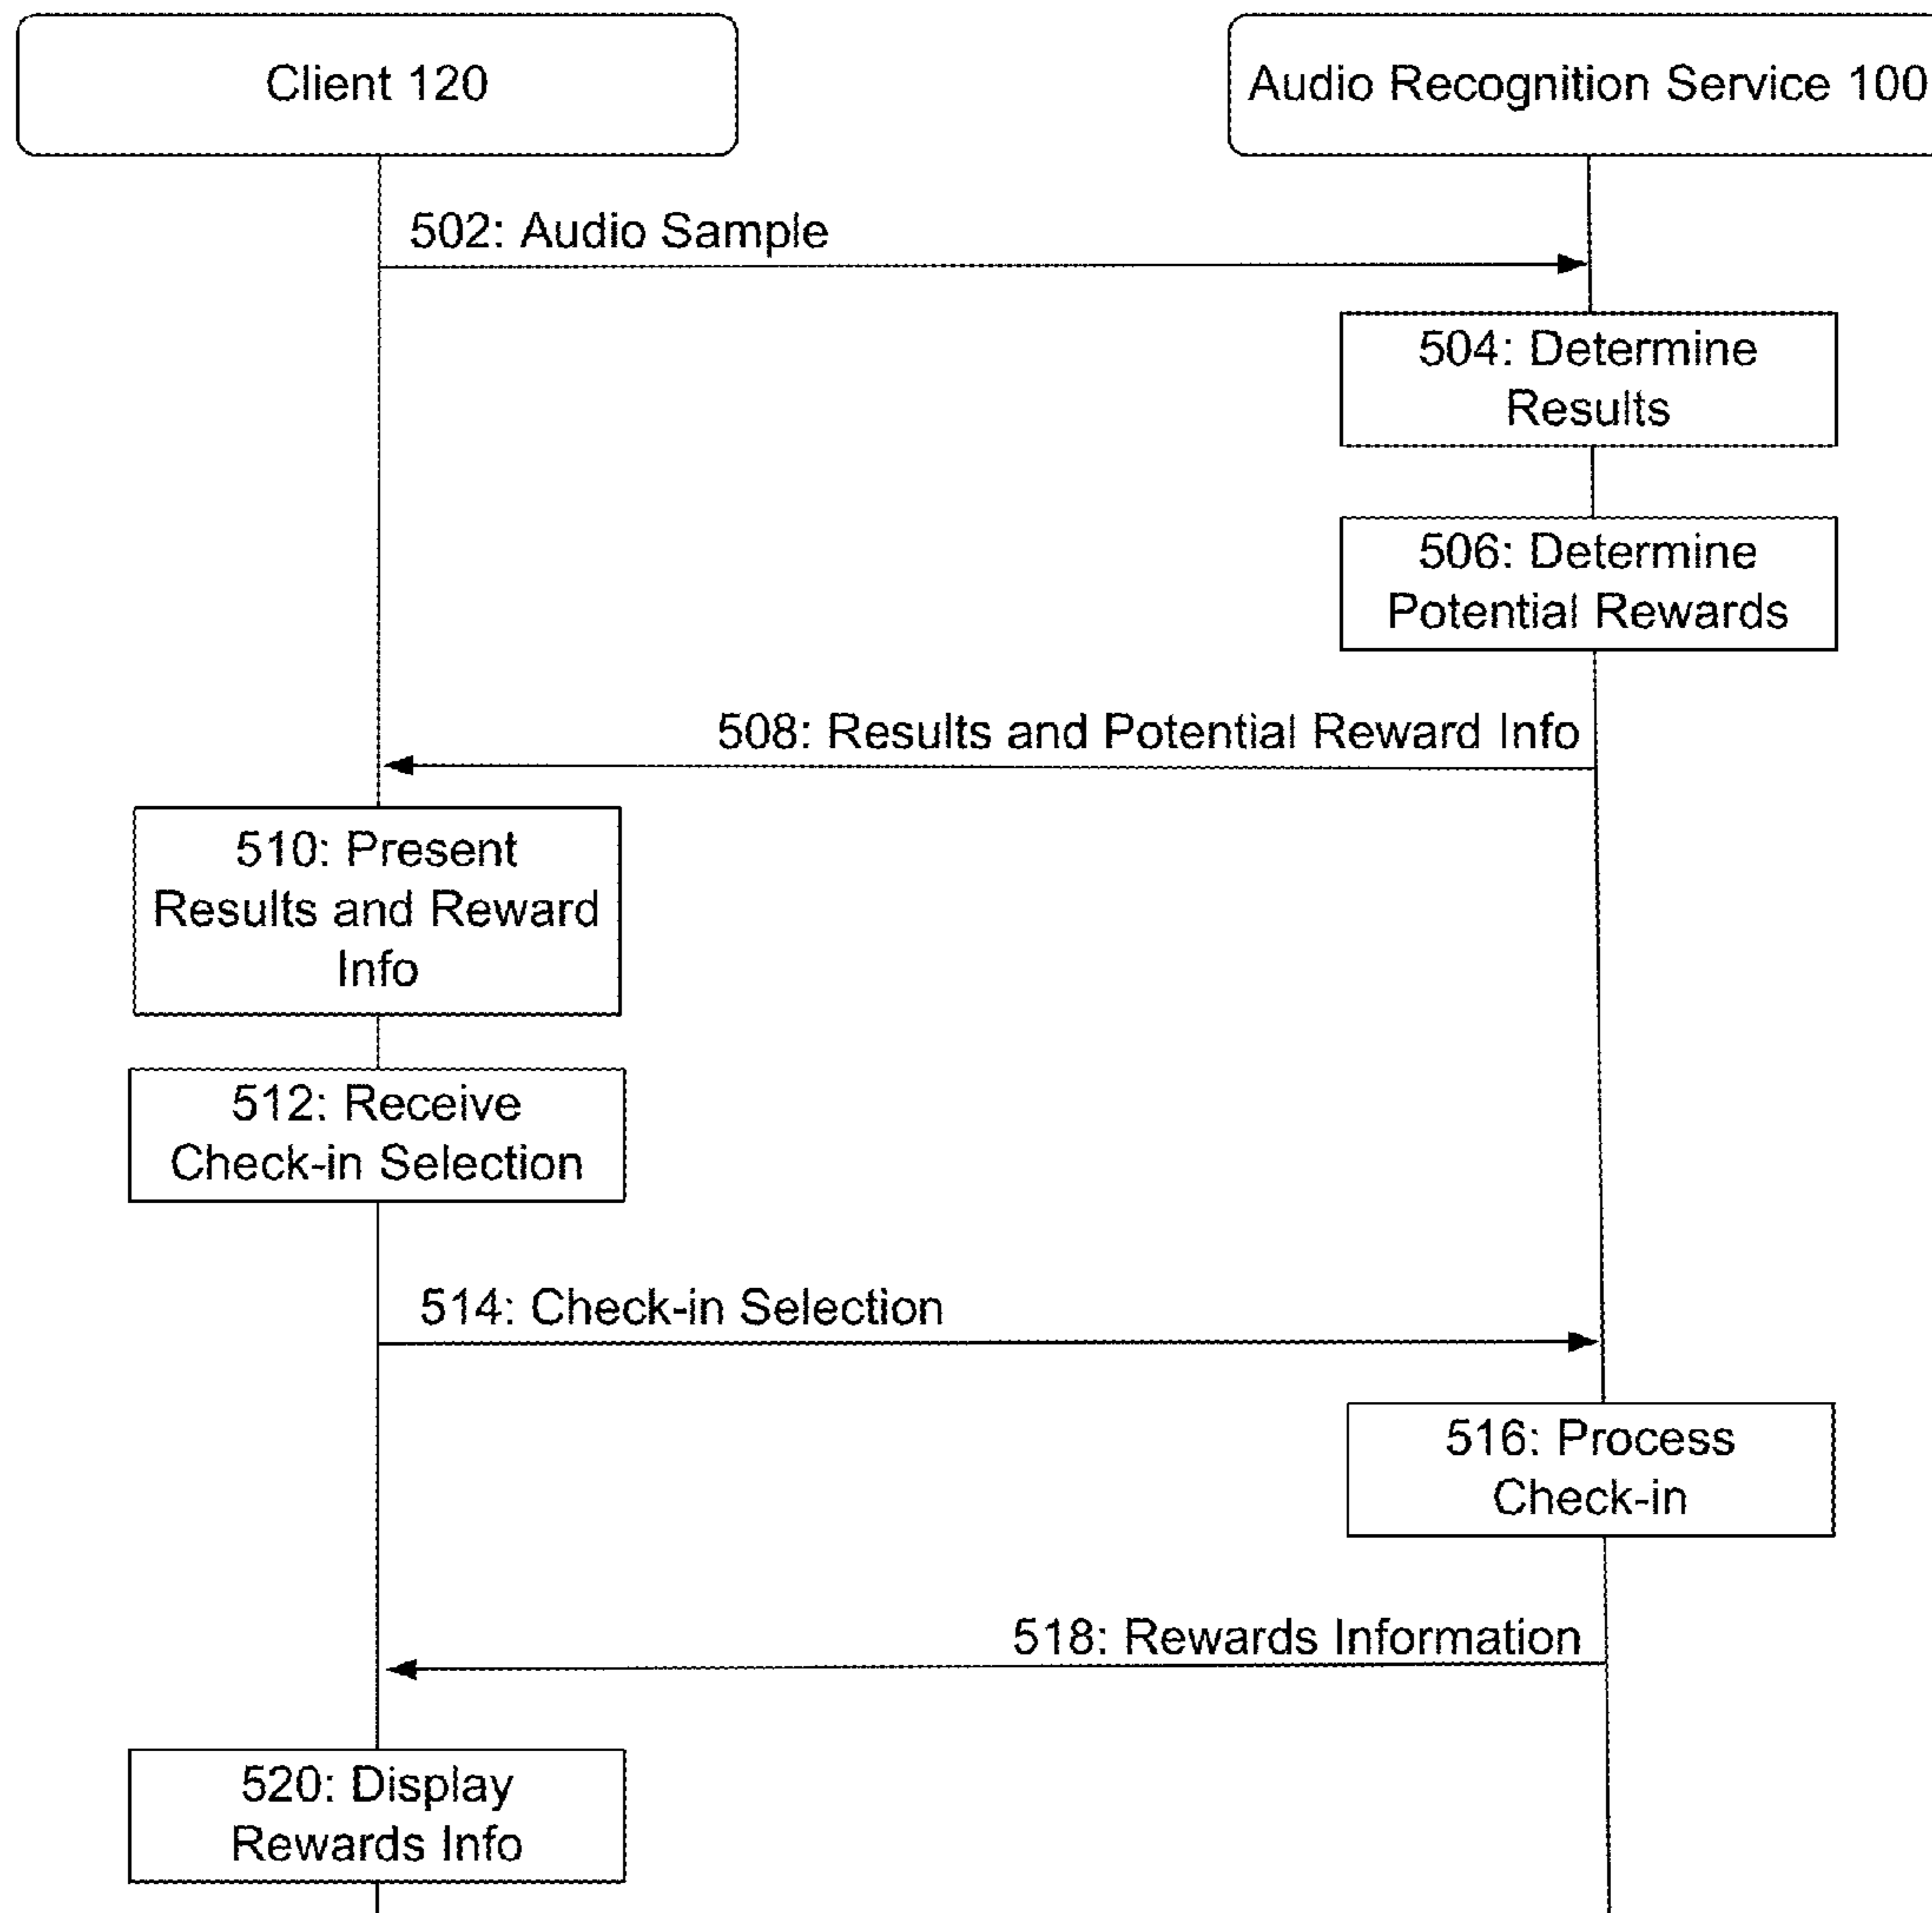 Client 120
Audio Recognition Service 100
502: Audio Sample
504: Determine
Results
506: Determine
Potential Rewards
508: Results and Potential Reward Info
510: Present
Results and Reward
Info
512: Receive
Check-in Selection
514: Check-in Selection
516: Process
Check-in
518: Rewards Information
520: Display
Rewards Info